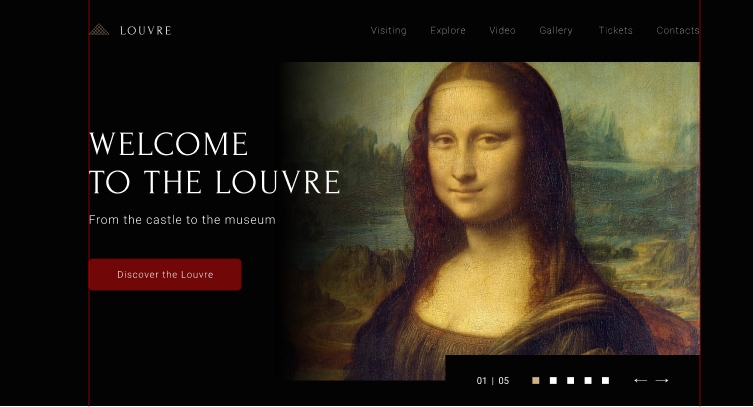 LOUVRE
Visiting Explore Video Gallery Tickets Contacts
WELCOME
TO THE LOUVRE
From the castle to the museum
Discover the Louvre
01 | 05